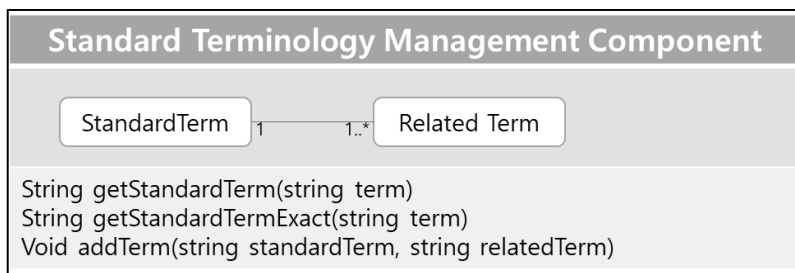 Standard Terminology Management Component
StandardTerm 1 1..* Related Term
String getStandardTerm(string term)
String getStandardTermExact(string term)
Void addTerm(string standardTerm, string relatedTerm)